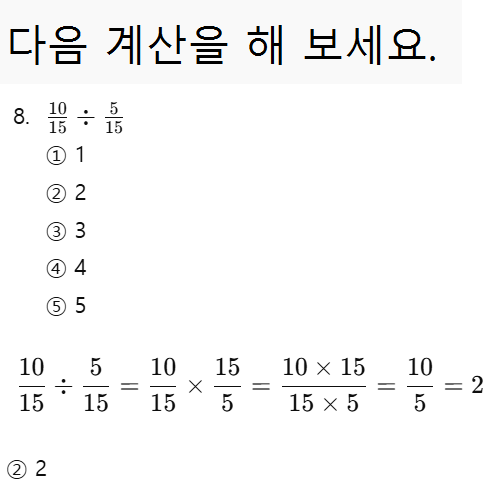 다음 계산을 해 보세요.
8. 10/15 ÷ 5/15
① 1
② 2
③ 3
④ 4
⑤ 5
10/15 ÷ 5/15 = 10/15 × 15/5 = (10 × 15)/(15 × 5) = 10/5 = 2
② 2